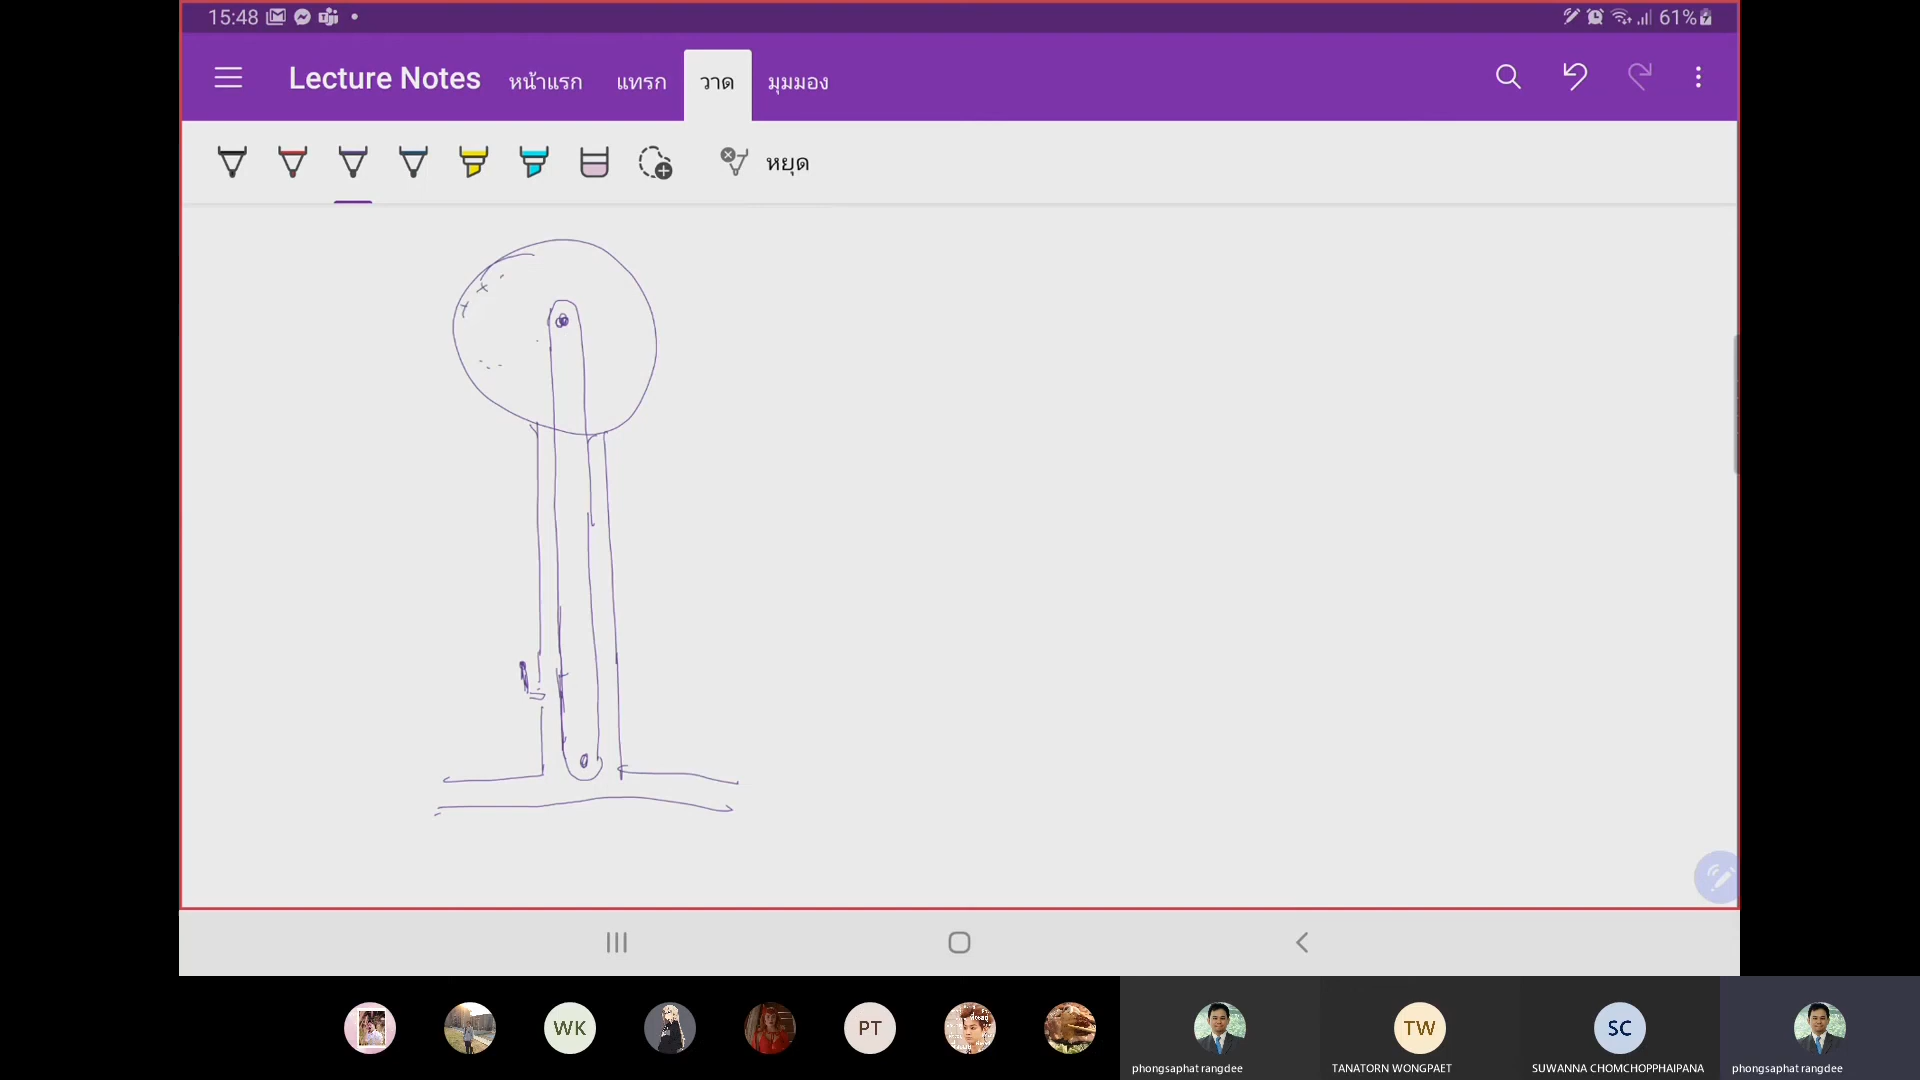 15:48
61%
Lecture Notes หน้าแรก แทรก วาด มุมมอง
หยุด
WK
PT
TW
SC
phongsaphat rangdee
TANATORN WONGPAET
SUWANNA CHOMCHOPPHAIPANA
phongsaphat rangdee